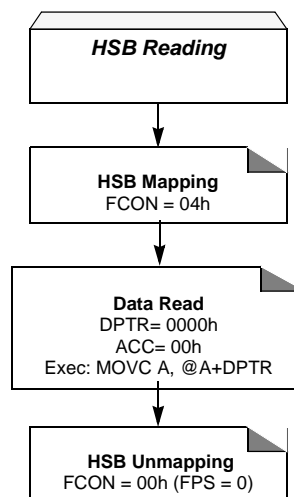 HSB Reading
HSB Mapping
FCON = 04h
Data Read
DPTR= 0000h
ACC= 00h
Exec: MOVC A, @A+DPTR
HSB Unmapping
FCON = 00h (FPS = 0)